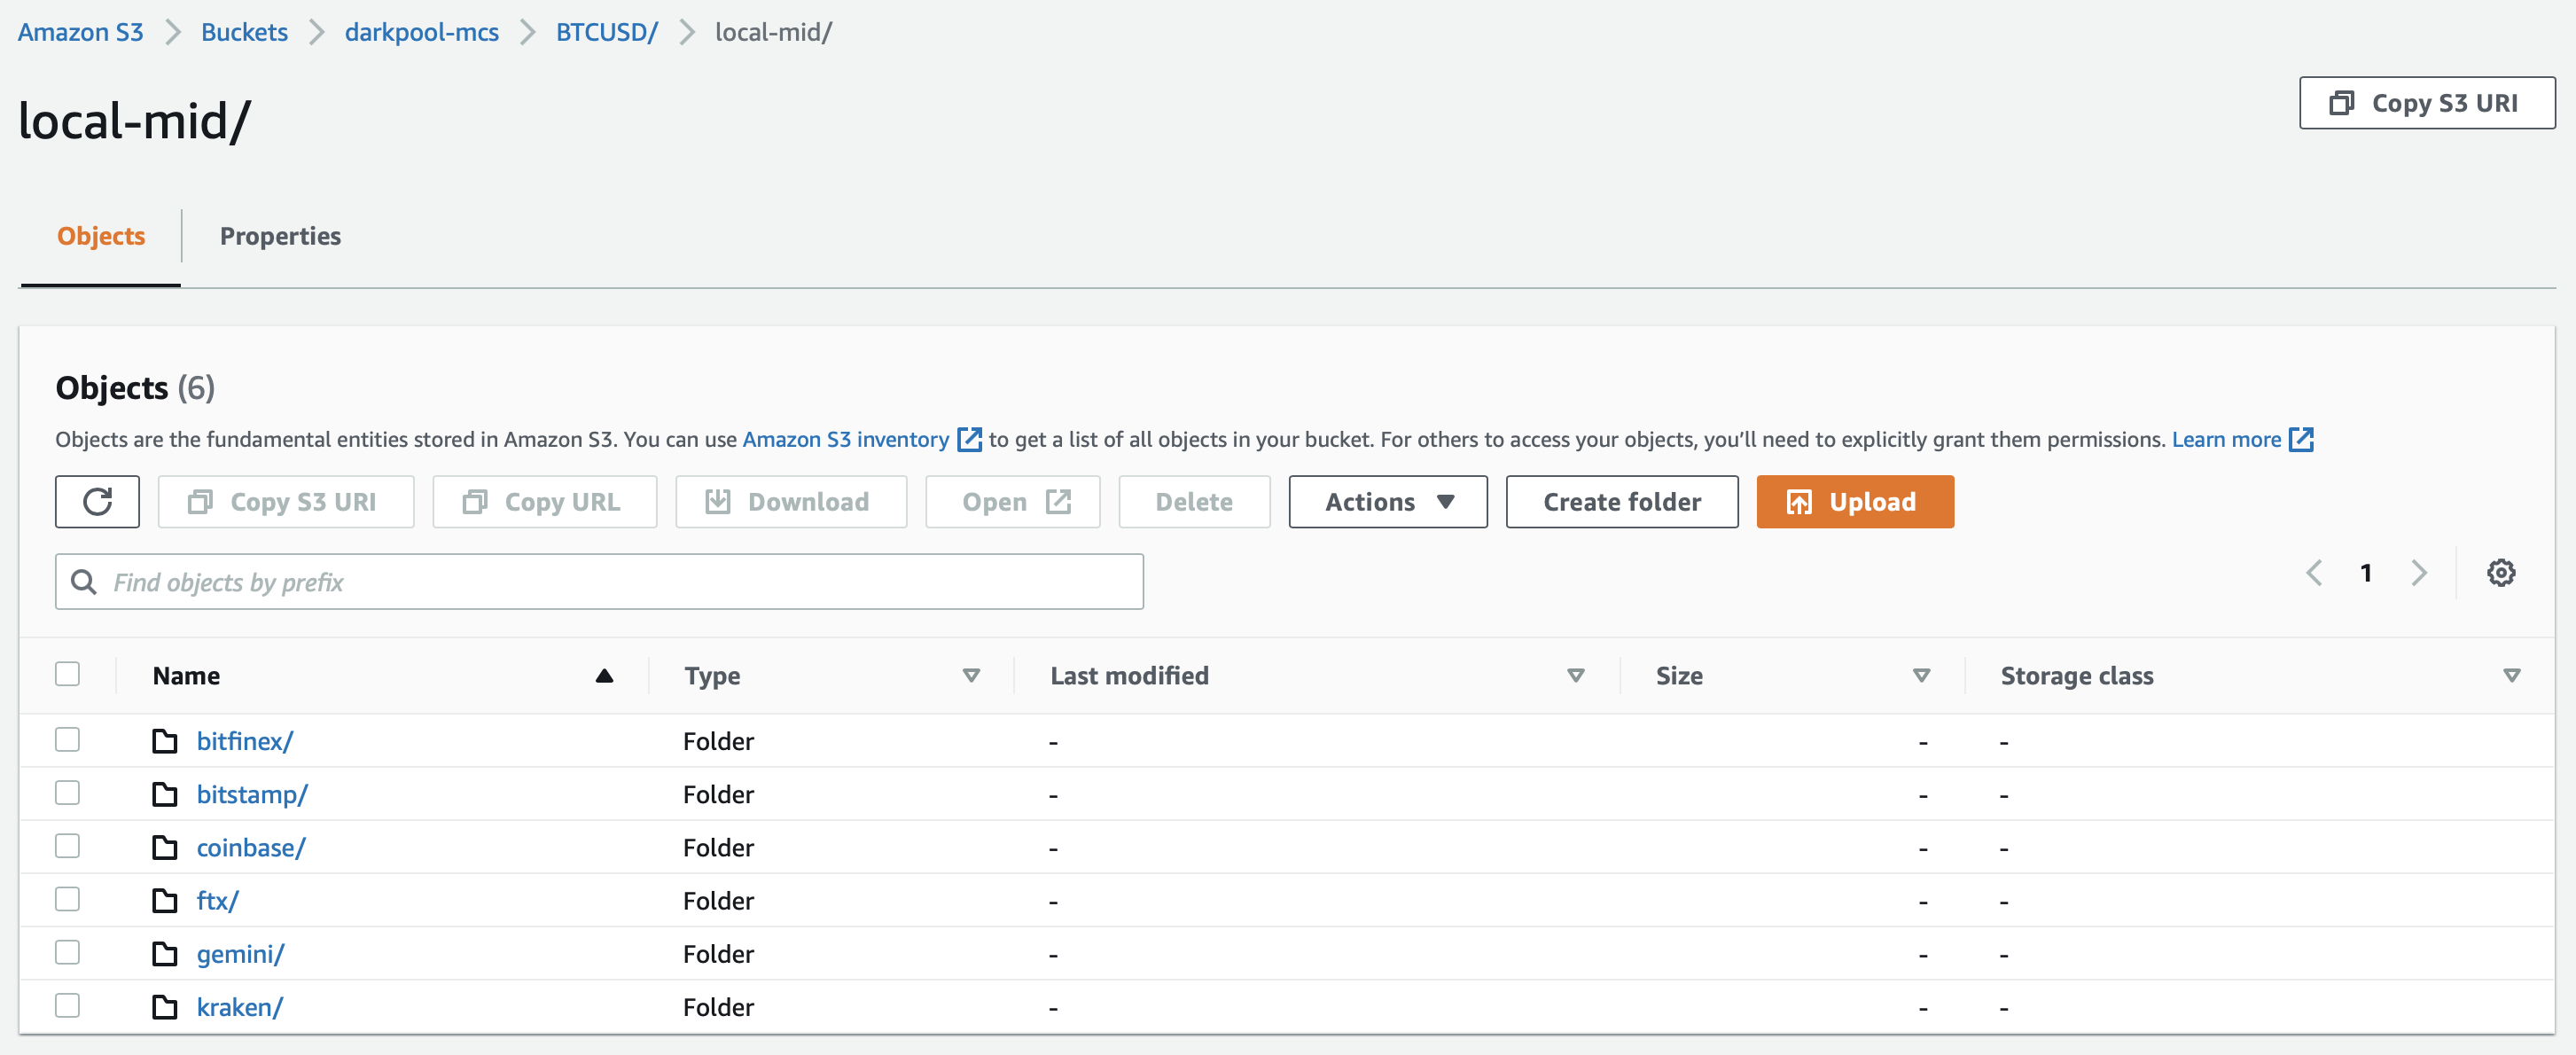 Amazon S3 > Buckets > darkpool-mcs > BTCUSD/ > local-mid/
local-mid/
Copy S3 URI
Objects Properties
Objects (6)
Objects are the fundamental entities stored in Amazon S3. You can use Amazon S3 inventory to get a list of all objects in your bucket. For others to access your objects, you’ll need to explicitly grant them permissions. Learn more
Copy S3 URI Copy URL Download Open Delete Actions Create folder Upload
Find objects by prefix
1
Name Type Last modified Size Storage class
bitfinex/ Folder - - -
bitstamp/ Folder - - -
coinbase/ Folder - - -
ftx/ Folder - - -
gemini/ Folder - - -
kraken/ Folder - - -